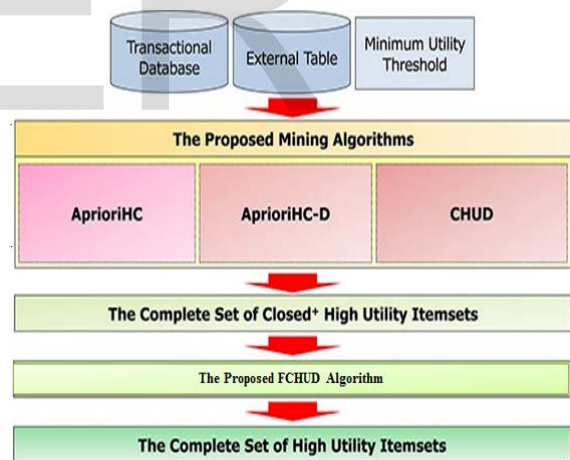 Transactional
Database
External Table
Minimum Utility
Threshold
The Proposed Mining Algorithms
AprioriHC
AprioriHC-D
CHUD
The Complete Set of Closed⁺ High Utility Itemsets
The Proposed FCHUD Algorithm
The Complete Set of High Utility Itemsets